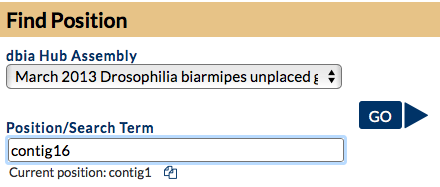 Find Position
dbia Hub Assembly
March 2013 Drosophilia biarmipes unplaced g
GO
Position/Search Term
contig16
Current position: contig1